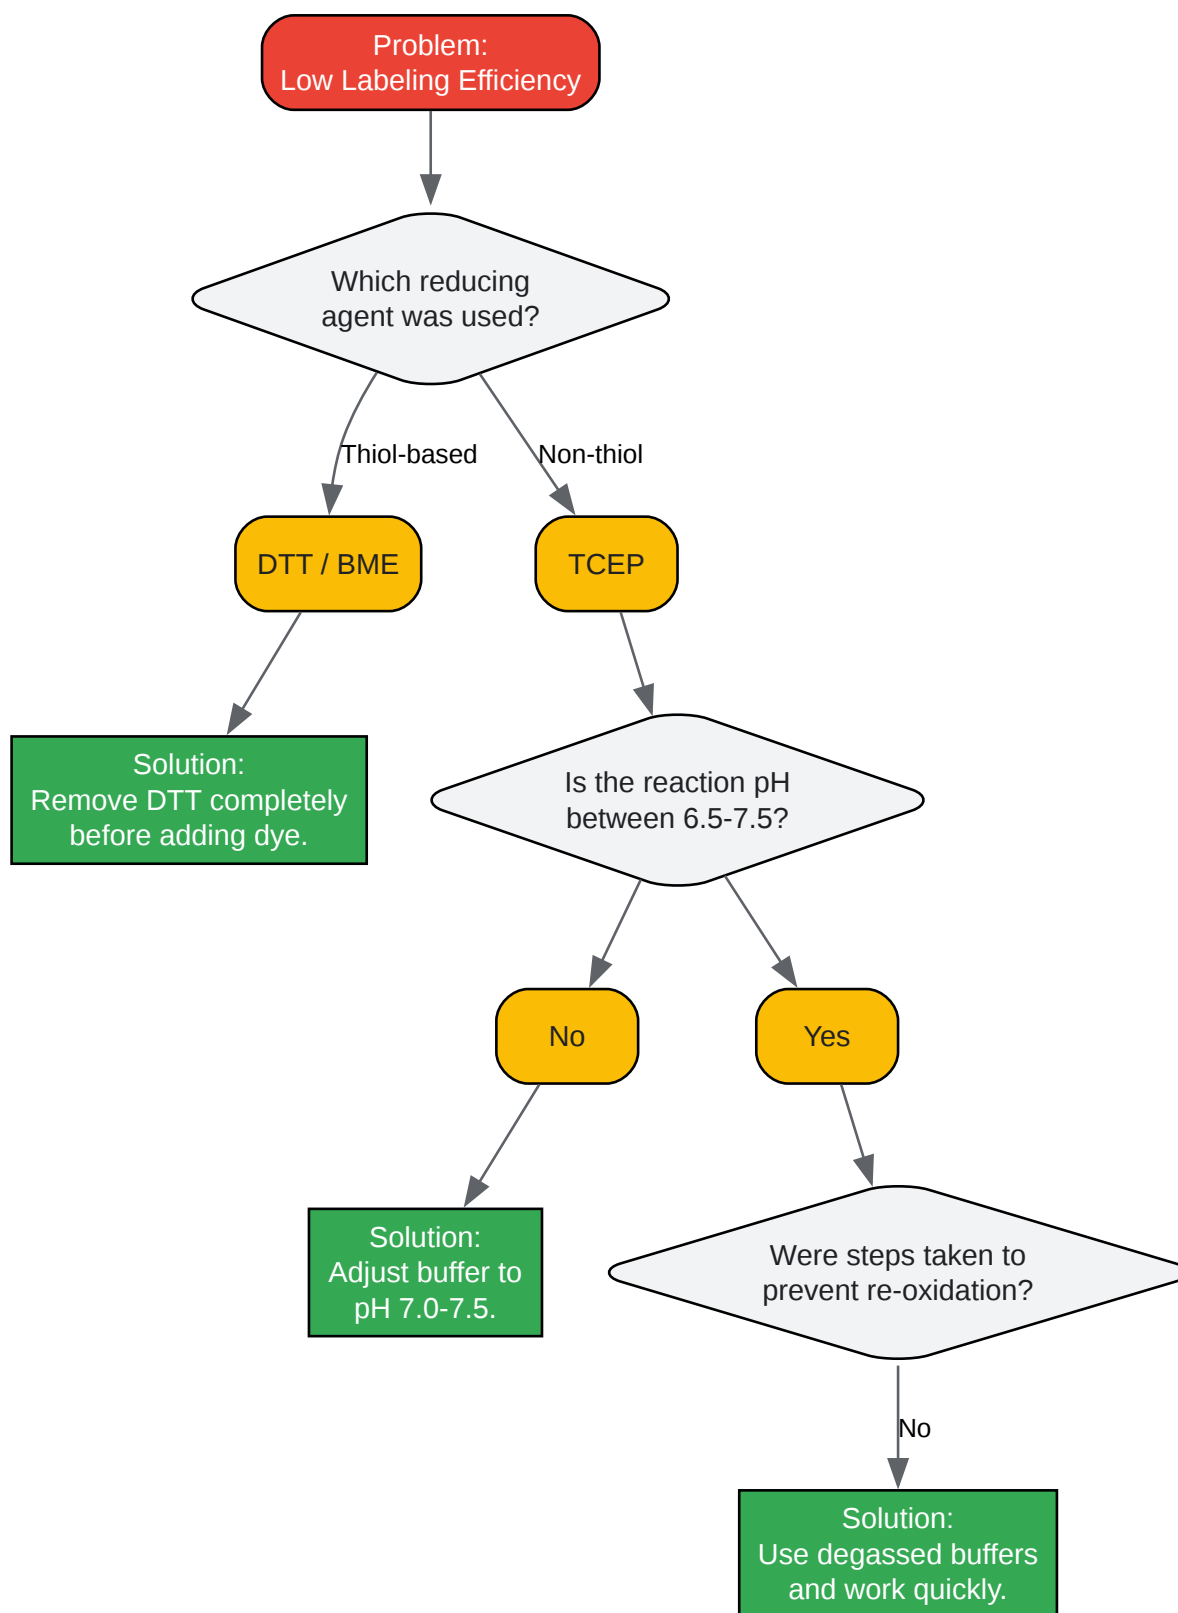 Problem:
Low Labeling Efficiency
Which reducing
agent was used?
Thiol-based
Non-thiol
DTT / BME
TCEP
Solution:
Remove DTT completely
before adding dye.
Is the reaction pH
between 6.5-7.5?
No
Yes
Solution:
Adjust buffer to
pH 7.0-7.5.
Were steps taken to
prevent re-oxidation?
No
Solution:
Use degassed buffers
and work quickly.